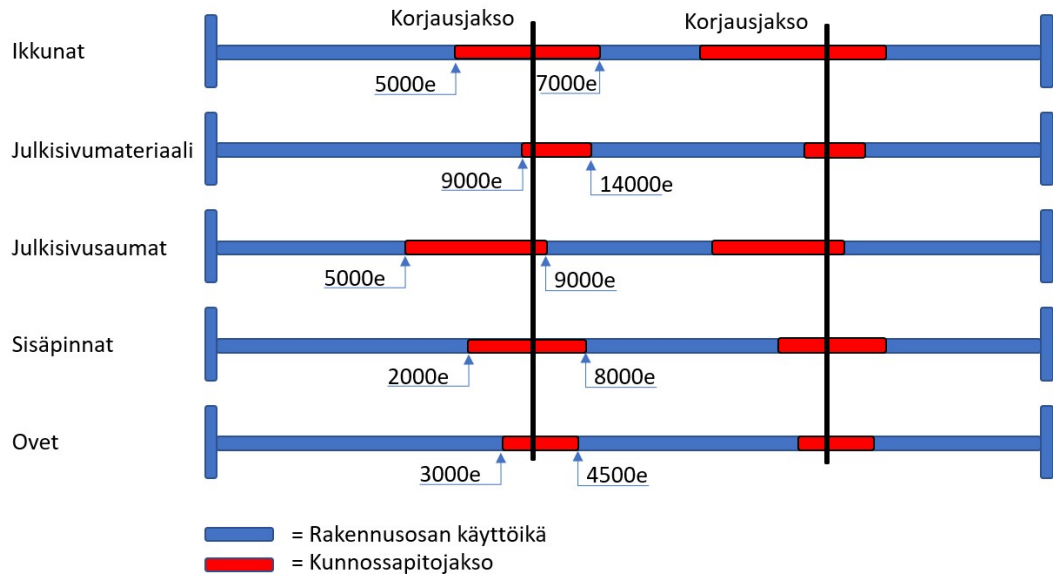 Korjausjakso Korjausjakso
Ikkunat
5000e 7000e
Julkisivumateriaali
9000e 14000e
Julkisivusaumat
5000e 9000e
Sisäpinnat
2000e 8000e
Ovet
3000e 4500e
= Rakennusosan käyttöikä
= Kunnossapitojakso